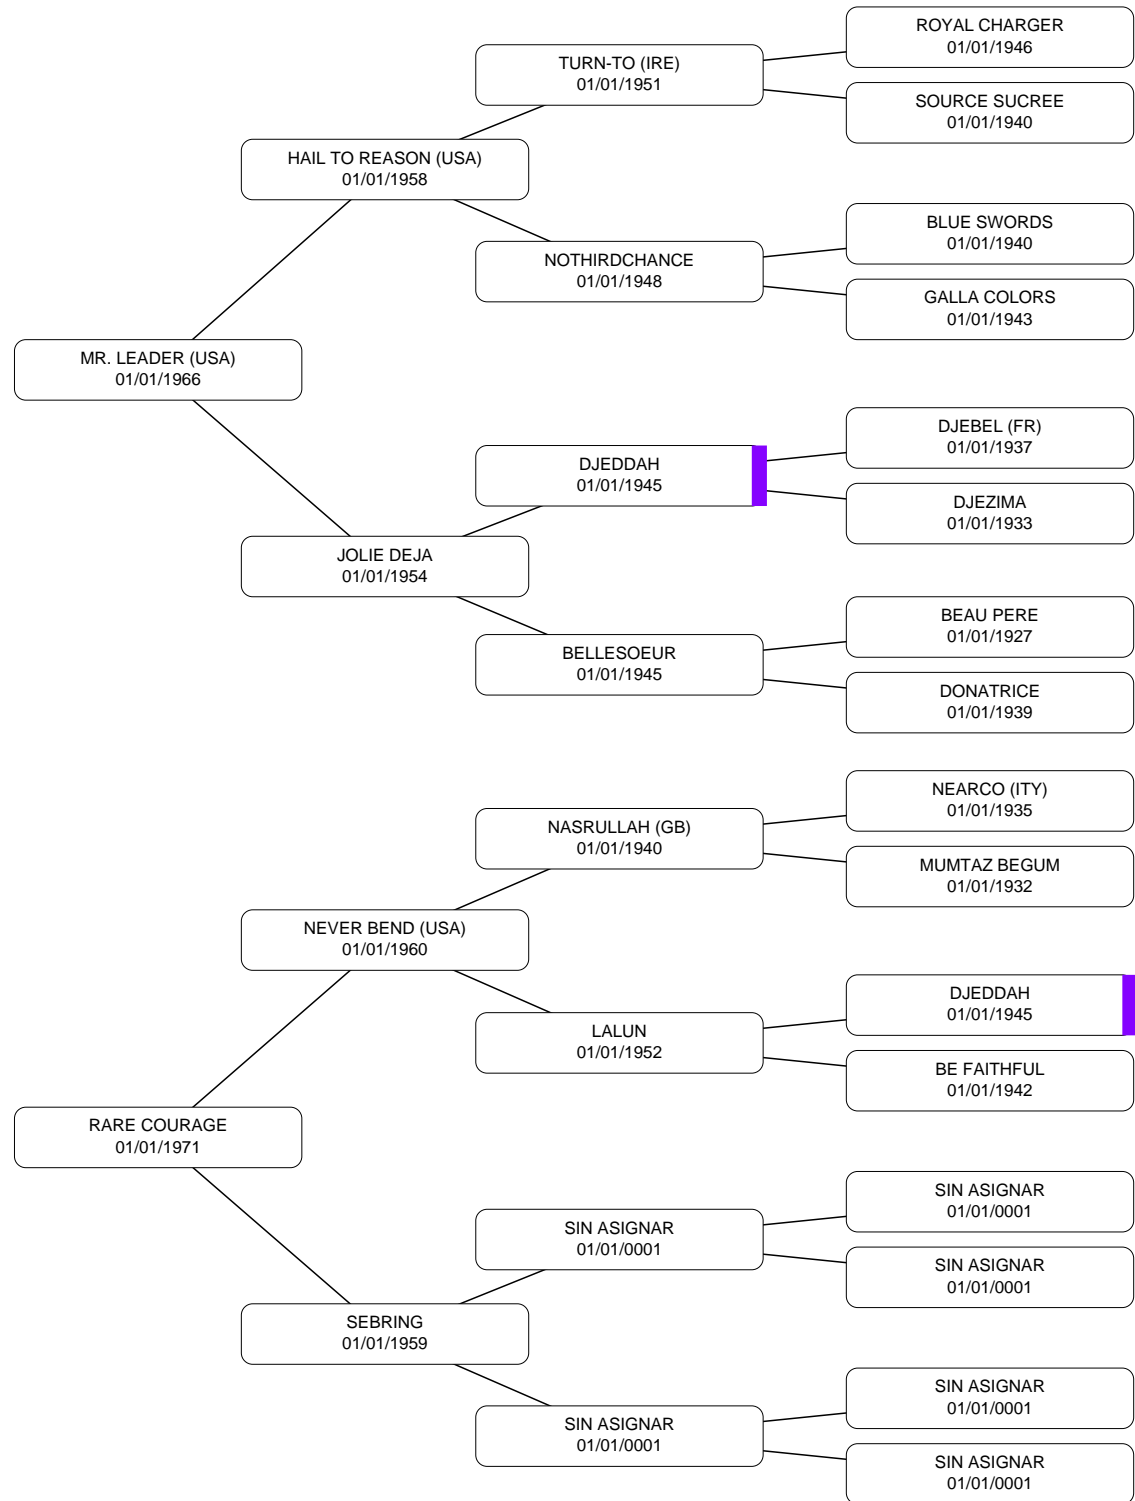 ROYAL CHARGER
01/01/1946
TURN-TO (IRE)
01/01/1951
SOURCE SUCREE
01/01/1940
HAIL TO REASON (USA)
01/01/1958
BLUE SWORDS
01/01/1940
NOTHIRDCHANCE
01/01/1948
GALLA COLORS
01/01/1943
MR. LEADER (USA)
01/01/1966
DJEBEL (FR)
01/01/1937
DJEDDAH
01/01/1945
DJEZIMA
01/01/1933
JOLIE DEJA
01/01/1954
BEAU PERE
01/01/1927
BELLESOEUR
01/01/1945
DONATRICE
01/01/1939
NEARCO (ITY)
01/01/1935
NASRULLAH (GB)
01/01/1940
MUMTAZ BEGUM
01/01/1932
NEVER BEND (USA)
01/01/1960
DJEDDAH
01/01/1945
LALUN
01/01/1952
BE FAITHFUL
01/01/1942
RARE COURAGE
01/01/1971
SIN ASIGNAR
01/01/0001
SIN ASIGNAR
01/01/0001
SIN ASIGNAR
01/01/0001
SEBRING
01/01/1959
SIN ASIGNAR
01/01/0001
SIN ASIGNAR
01/01/0001
SIN ASIGNAR
01/01/0001